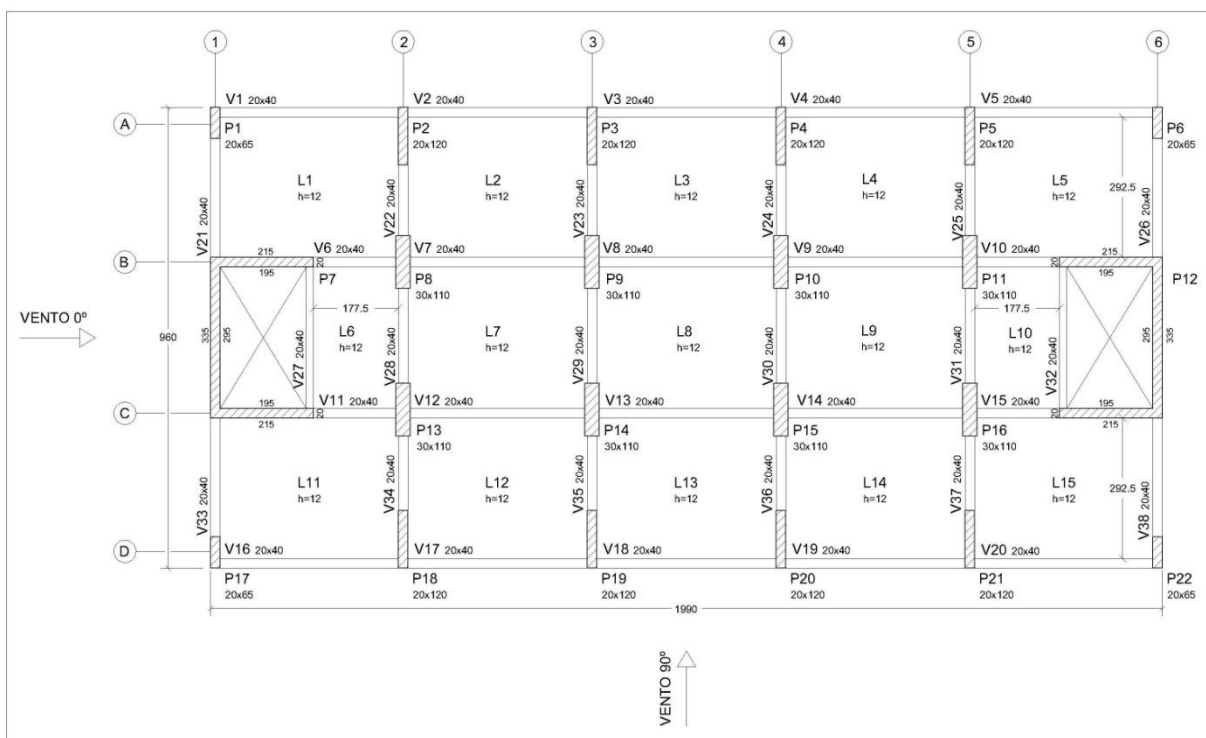 1 2 3 4 5 6
V1 20x40 V2 20x40 V3 20x40 V4 20x40 V5 20x40
A
P1 P2 P3 P4 P5 P6
20x65 20x120 20x120 20x120 20x120 20x65
L1 L2 L3 L4 L5
h=12 h=12 h=12 h=12 h=12
292.5
V21 20x40 V22 20x40 V23 20x40 V24 20x40 V25 20x40 V26 20x40
215 V6 20x40 V7 20x40 V8 20x40 V9 20x40 V10 20x40 215
B
195 20 P7 P8 P9 P10 P11 20 195 P12
30x110 30x110 30x110 30x110
VENTO 0º
177.5 177.5
960 335 295 L6 L7 L8 L9 L10 295 335
h=12 h=12 h=12 h=12 h=12
V27 20x40 V28 20x40 V29 20x40 V30 20x40 V31 20x40 V32 20x40
195 V11 20x40 V12 20x40 V13 20x40 V14 20x40 V15 20x40 195
C
215 20 20 215
P13 P14 P15 P16
30x110 30x110 30x110 30x110
L11 L12 L13 L14 L15
h=12 h=12 h=12 h=12 h=12
292.5
V33 20x40 V34 20x40 V35 20x40 V36 20x40 V37 20x40 V38 20x40
D
V16 20x40 V17 20x40 V18 20x40 V19 20x40 V20 20x40
P17 P18 P19 P20 P21 P22
20x65 20x120 20x120 20x120 20x120 20x65
1990
VENTO 90º